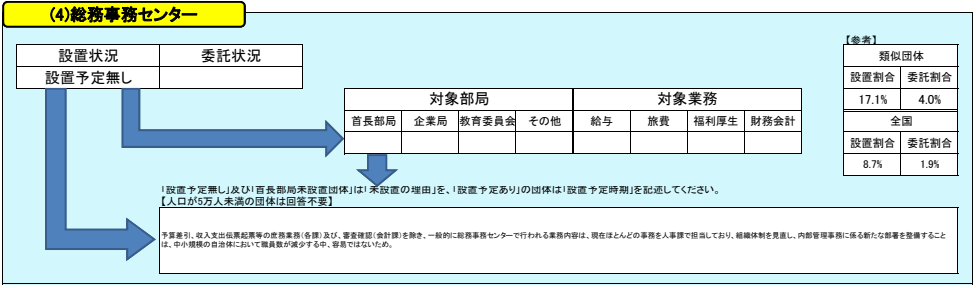 (4)総務事務センター
【参考】
設置状況 委託状況
設置予定無し
類似団体
設置割合 委託割合
17.1% 4.0%
全国
設置割合 委託割合
8.7% 1.9%
対象部局 対象業務
首長部局 企業局 教育委員会 その他 給与 旅費 福利厚生 財務会計
「設置予定無し」及び「首長部局未設置団体」は「未設置の理由」を、「設置予定あり」の団体は「設置予定時期」を記述してください。
【人口が5万人未満の団体は回答不要】
予算差引、収入支出伝票起票等の庶務業務(各課)及び、審査確認(会計課)を除き、一般的に総務事務センターで行われる業務内容は、現在ほとんどの事務を人事課で担当しており、組織体制を見直し、内部管理事務に係る新たな部署を整備すること
は、中小規模の自治体において職員数が減少する中、容易ではないため。